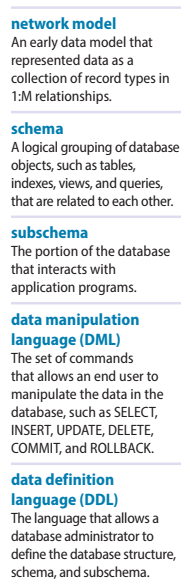 network model
An early data model that
represented data as a
collection of record types in
1:M relationships.
schema
A logical grouping of database
objects, such as tables,
indexes, views, and queries,
that are related to each other.
subschema
The portion of the database
that interacts with
application programs.
data manipulation
language (DML)
The set of commands
that allows an end user to
manipulate the data in the
database, such as SELECT,
INSERT, UPDATE, DELETE,
COMMIT, and ROLLBACK.
data definition
language (DDL)
The language that allows a
database administrator to
define the database structure,
schema, and subschema.